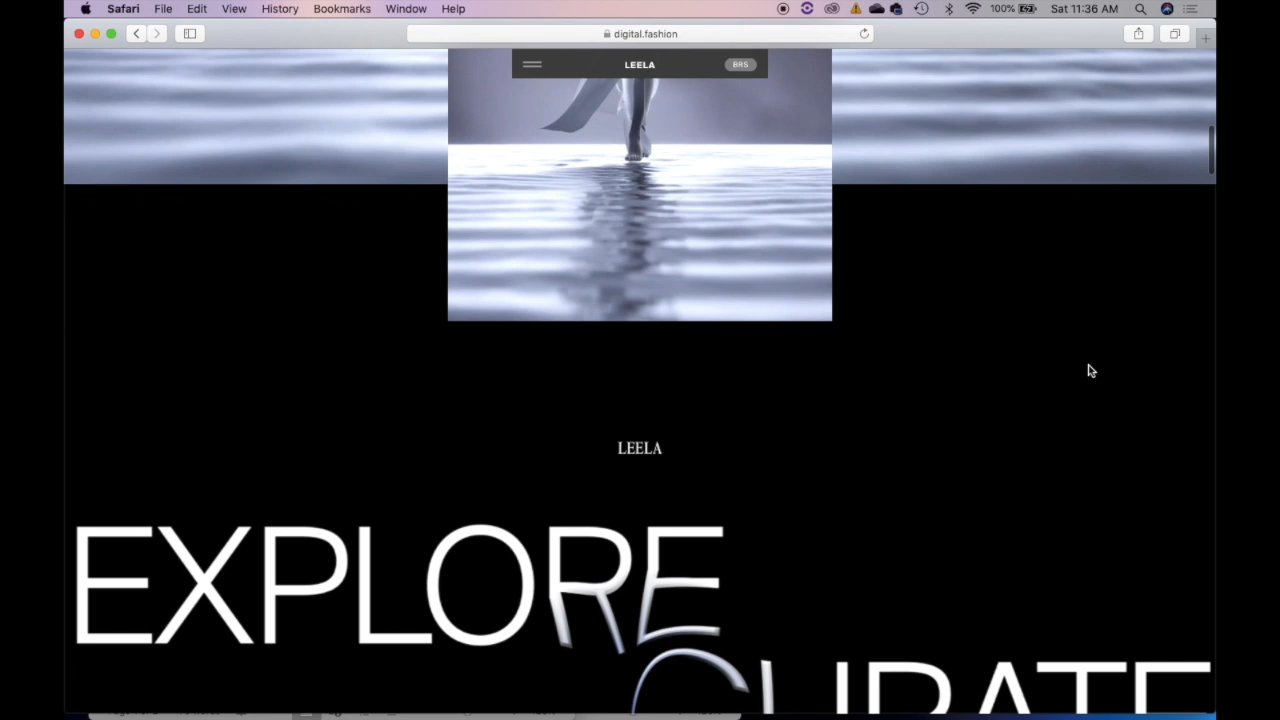 Safari File Edit View History Bookmarks Window Help 100% Sat 11:36 AM
digital.fashion
LEELA BRS
LEELA
EXPLORE
CURATE